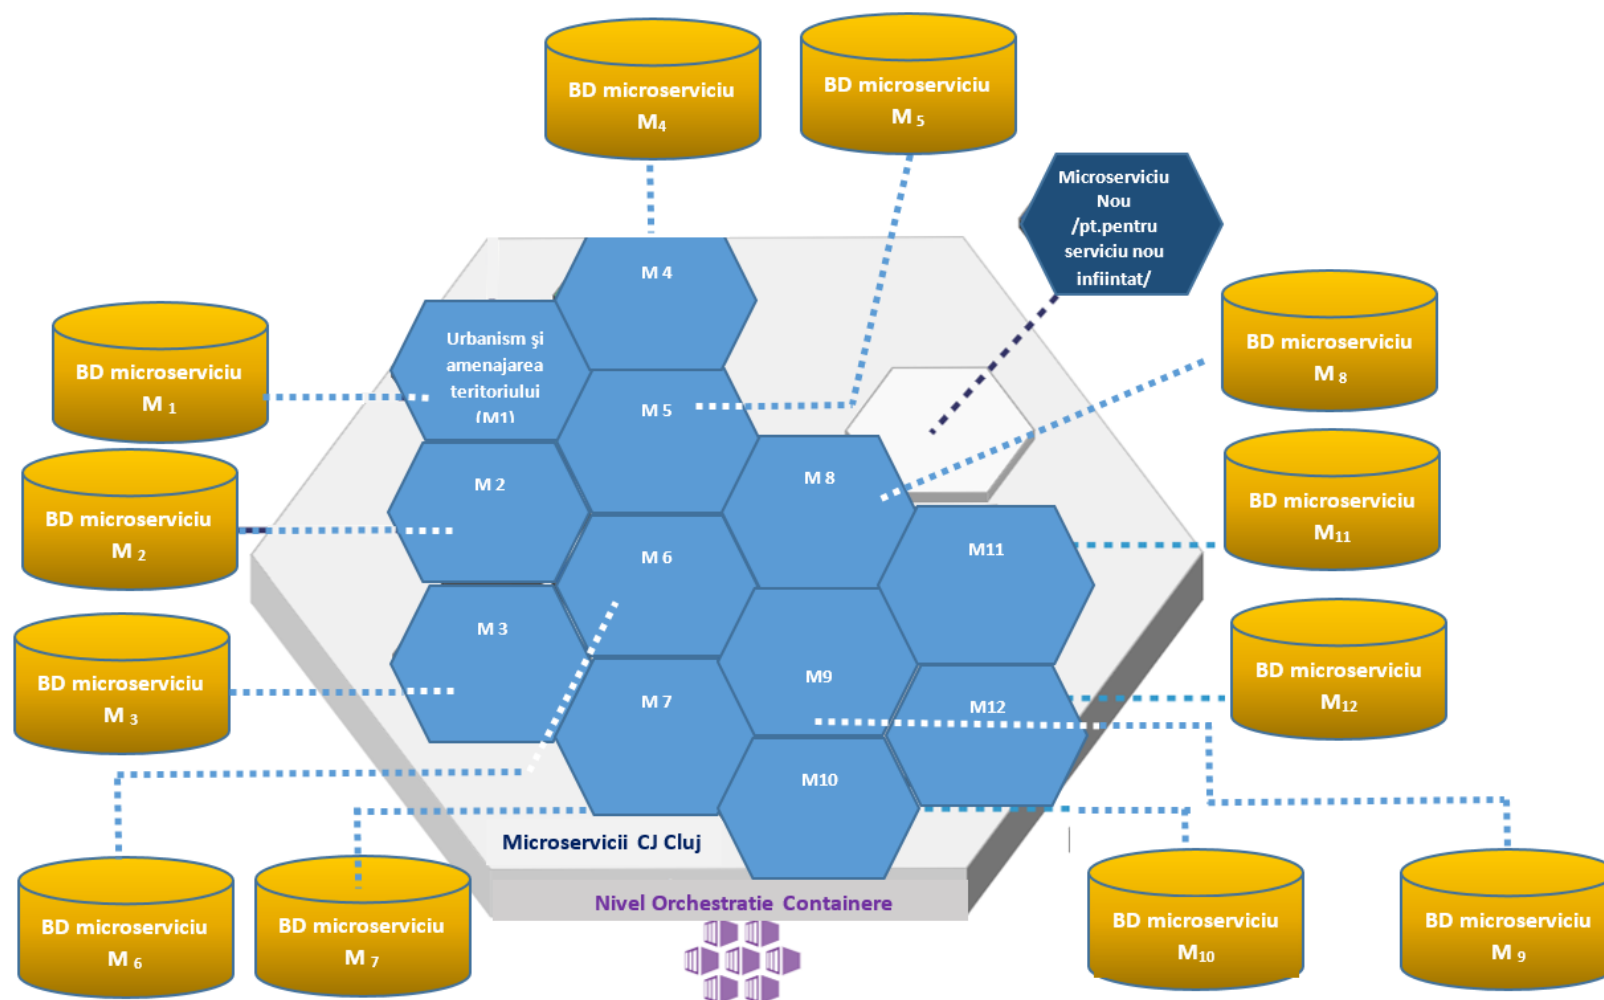 BD microserviciu
M4
BD microserviciu
M 5
Microserviciu
Nou
/pt.pentru
serviciu nou
infiintat/
M 4
BD microserviciu
M 8
BD microserviciu
M 1
Urbanism şi
amenajarea
teritoriului
(M1)
M 5
M 8
BD microserviciu
M11
BD microserviciu
M 2
M 2
M 6
M11
BD microserviciu
M 3
M 3
M 7
M9
M12
BD microserviciu
M12
M10
Microservicii CJ Cluj
Nivel Orchestratie Containere
BD microserviciu
M 6
BD microserviciu
M 7
BD microserviciu
M10
BD microserviciu
M 9